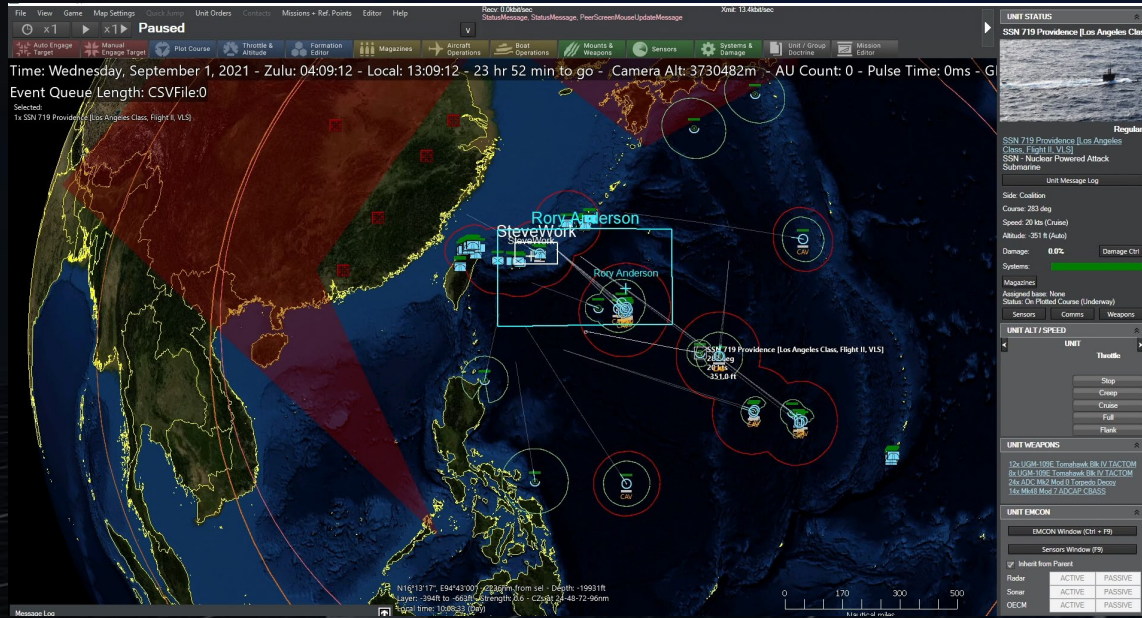 File View Game Map Settings Quick Jump Unit Orders Contacts Missions + Ref. Points Editor Help
Recv: 0.0kbit/sec
Xmit: 13.4kbit/sec
StatusMessage, StatusMessage, PeerScreenMouseUpdateMessage
x1 x1 Paused
v
Auto Engage Target
Manual Engage Target
Plot Course
Throttle & Altitude
Formation Editor
Magazines
Aircraft Operations
Boat Operations
Mounts & Weapons
Sensors
Systems & Damage
Unit / Group Doctrine
Mission Editor
Time: Wednesday, September 1, 2021 - Zulu: 04:09:12 - Local: 13:09:12 - 23 hr 52 min to go - Camera Alt: 3730482m - AU Count: 0 - Pulse Time: 0ms - Gl
Event Queue Length: CSVFile:0
Selected:
1x SSN 719 Providence [Los Angeles Class, Flight II, VLS]
Rory Anderson
SteveWork
SteveWork
Rory Anderson
CAV
CAV
SSN 719 Providence [Los Angeles Class, Flight II, VLS]
20 kts
-351.0 ft
CAV
CAV
CAV
Local time: 10:08:33 (Day)
0 170 300 500
Nautical miles
Message Log
UNIT STATUS
SSN 719 Providence [Los Angeles Clas
Regular
SSN 719 Providence [Los Angeles
Class, Flight II, VLS]
SSN - Nuclear Powered Attack
Submarine
Unit Message Log
Side: Coalition
Course: 283 deg
Speed: 20 kts (Cruise)
Altitude: -351 ft (Auto)
Damage: 0.0% Damage Ctrl
Systems:
Magazines
Assigned base: None
Status: On Plotted Course (Underway)
Sensors Comms Weapons
UNIT ALT / SPEED
< UNIT >
Throttle
Stop
Creep
Cruise
Full
Flank
UNIT WEAPONS
12x UGM-109E Tomahawk Blk IV TACTOM
8x UGM-109E Tomahawk Blk IV TACTOM
24x ADC Mk2 Mod 0 Torpedo Decoy
14x Mk48 Mod 7 ADCAP CBASS
UNIT EMCON
EMCON Window (Ctrl + F9)
Sensors Window (F9)
Inherit from Parent
Radar ACTIVE PASSIVE
Sonar ACTIVE PASSIVE
OECM ACTIVE PASSIVE